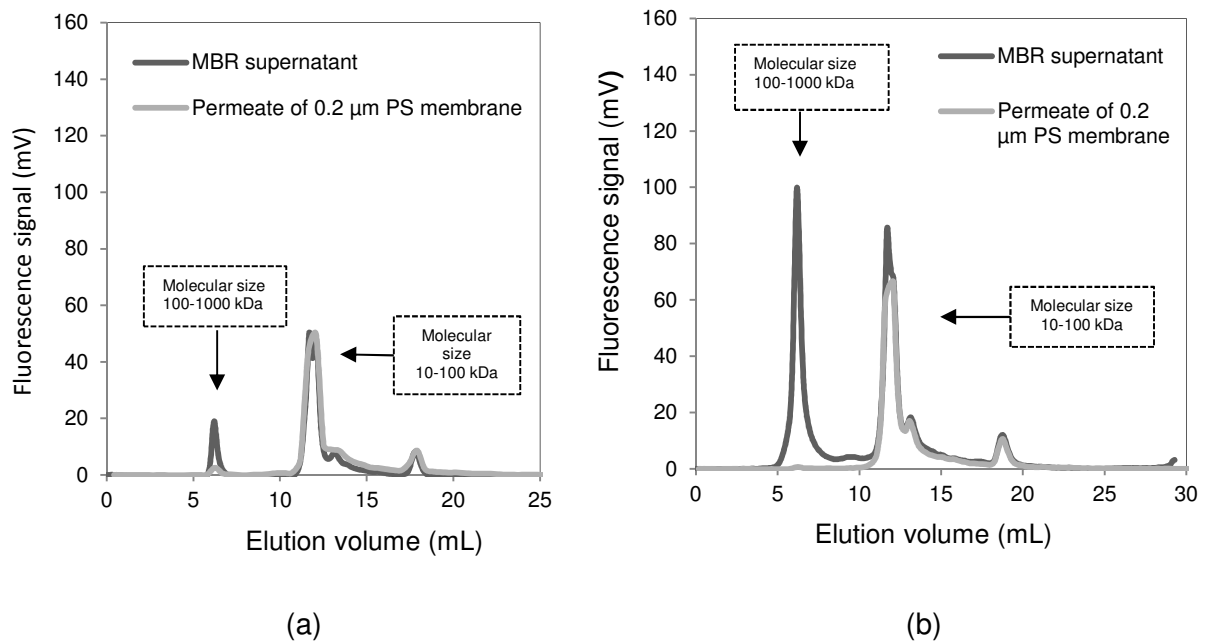 160
140
120
100
80
60
40
20
0
Fluorescence signal (mV)
MBR supernatant
Permeate of 0.2 µm PS membrane
Molecular size
100-1000 kDa
Molecular
size
10-100 kDa
0
5
10
15
20
25
Elution volume (mL)
(a)
160
140
120
100
80
60
40
20
0
Fluorescence signal (mV)
Molecular size
100-1000 kDa
MBR supernatant
Permeate of 0.2
µm PS membrane
Molecular size
10-100 kDa
0
5
10
15
20
25
30
Elution volume (mL)
(b)